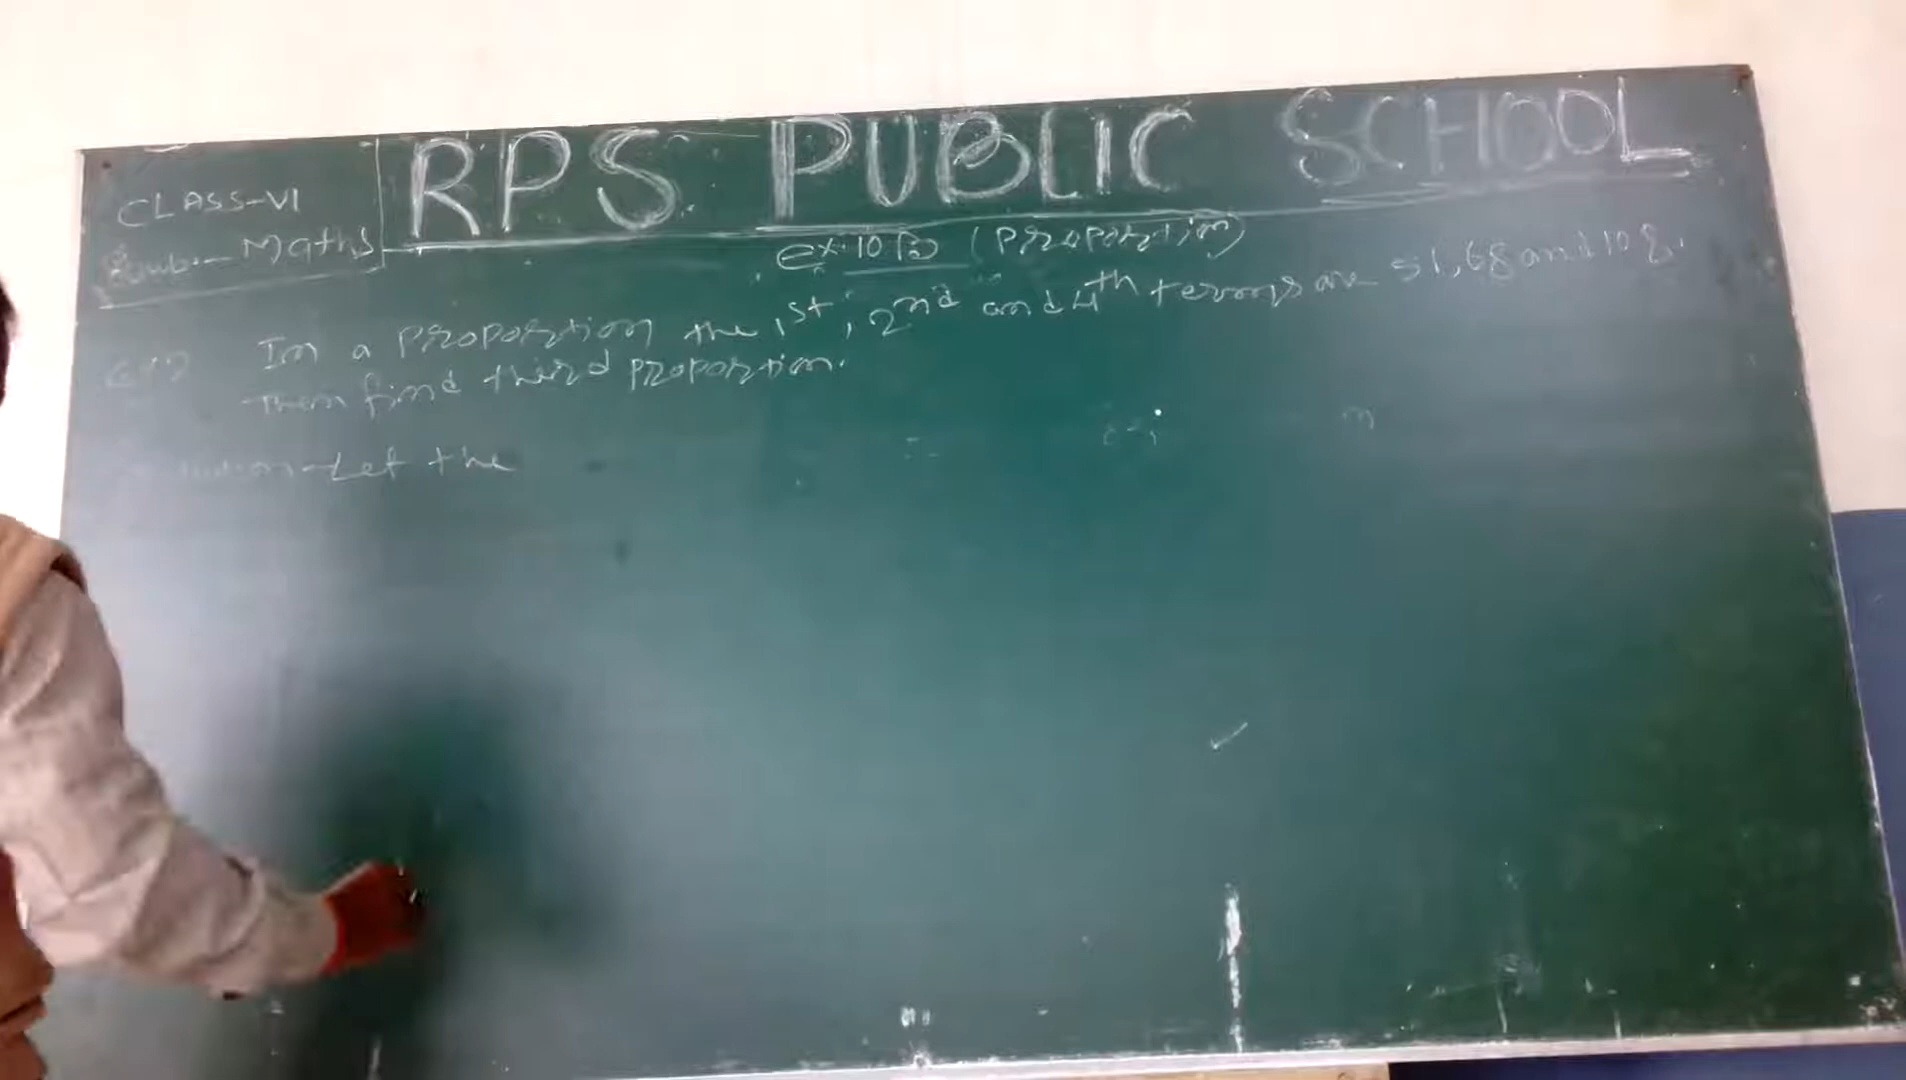 RPS PUBLIC SCHOOL
CLASS-VI
Maths
ex.10 B (Proportion)
In a Proportion the 1st, 2nd and 4th terms are 51, 68 and 108.
Then find third Proportion.
Let the